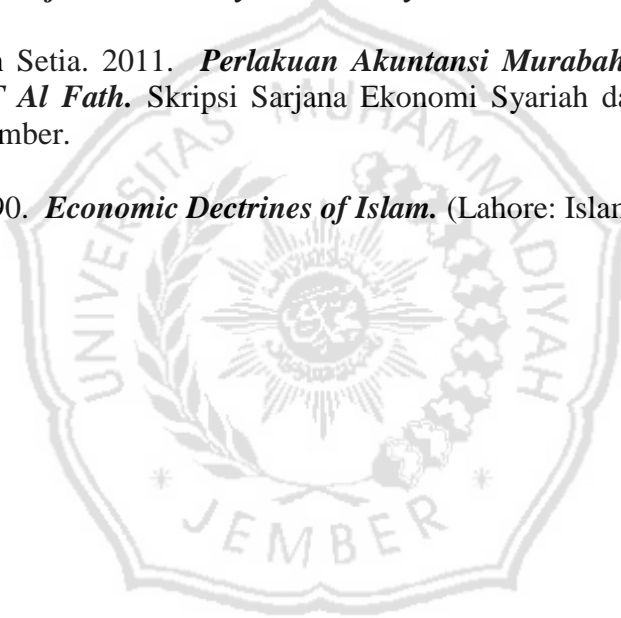 n Setia. 2011. Perlakuan Akuntansi Murabah
T Al Fath. Skripsi Sarjana Ekonomi Syariah da
mber.
90. Economic Dectrines of Islam. (Lahore: Islam
UNIVERSITAS MUHAMMADIYAH
* JEMBER *